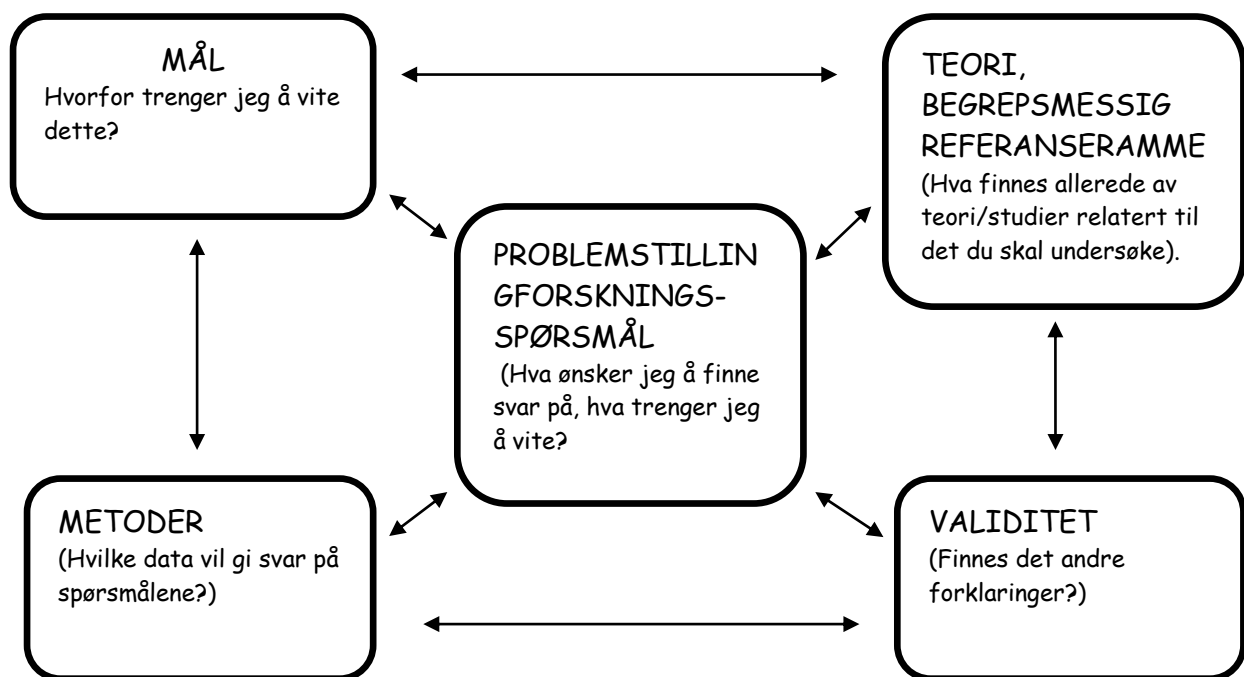 MÅL
Hvorfor trenger jeg å vite
dette?
TEORI,
BEGREPSMESSIG
REFERANSERAMME
(Hva finnes allerede av
teori/studier relatert til
det du skal undersøke).
PROBLEMSTILLIN
GFORSKNINGS-
SPØRSMÅL
(Hva ønsker jeg å finne
svar på, hva trenger jeg
å vite?
METODER
(Hvilke data vil gi svar på
spørsmålene?)
VALIDITET
(Finnes det andre
forklaringer?)